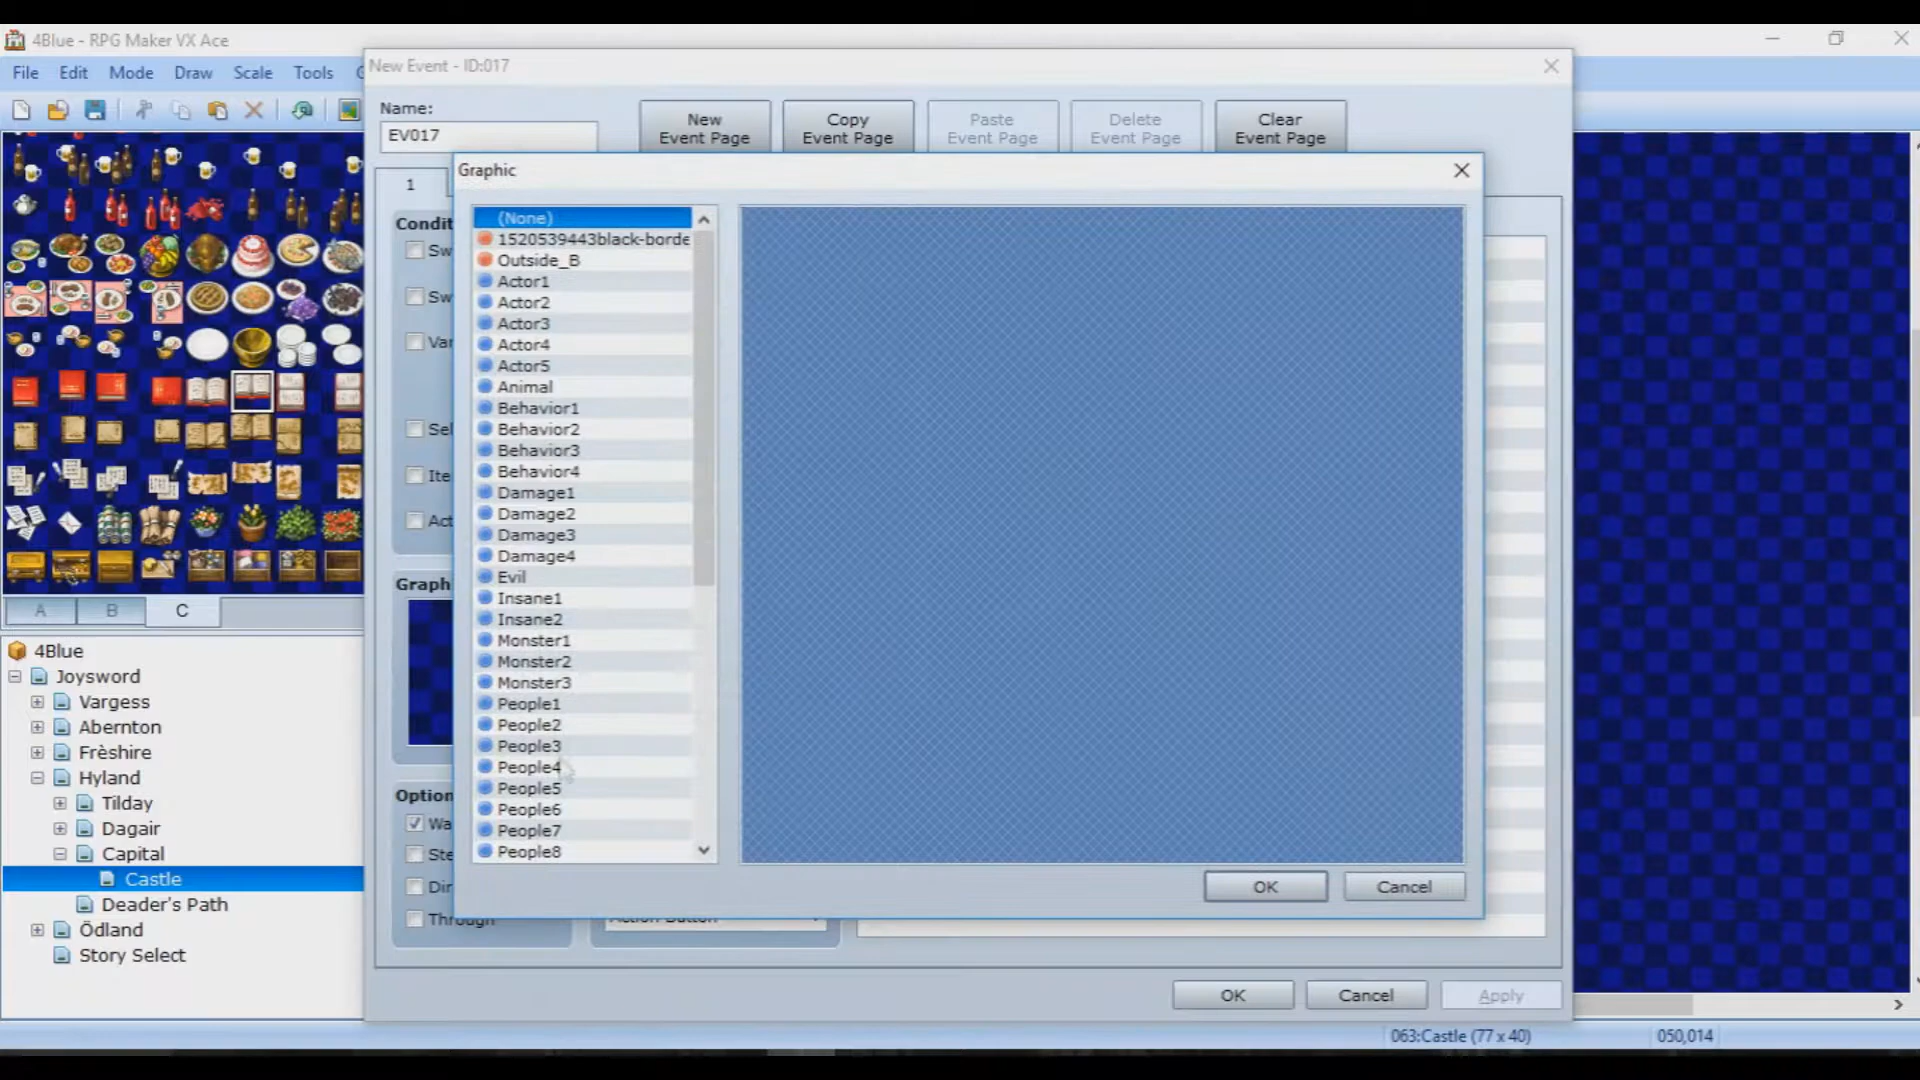 4Blue - RPG Maker VX Ace
File Edit Mode Draw Scale Tools
New Event - ID:017
Name:
EV017
New Event Page
Copy Event Page
Paste Event Page
Delete Event Page
Clear Event Page
1
Graphic
Condit
Sw
Sw
Var
Sel
Ite
Act
Graph
Option
Wa
Ste
Dir
Through
Action Button
(None)
1520539443black-borde
Outside_B
Actor1
Actor2
Actor3
Actor4
Actor5
Animal
Behavior1
Behavior2
Behavior3
Behavior4
Damage1
Damage2
Damage3
Damage4
Evil
Insane1
Insane2
Monster1
Monster2
Monster3
People1
People2
People3
People4
People5
People6
People7
People8
OK Cancel
A B C
4Blue
Joysword
Vargess
Abernton
Frèshire
Hyland
Tilday
Dagair
Capital
Castle
Deader's Path
Ödland
Story Select
OK Cancel Apply
063:Castle (77 x 40) 050,014